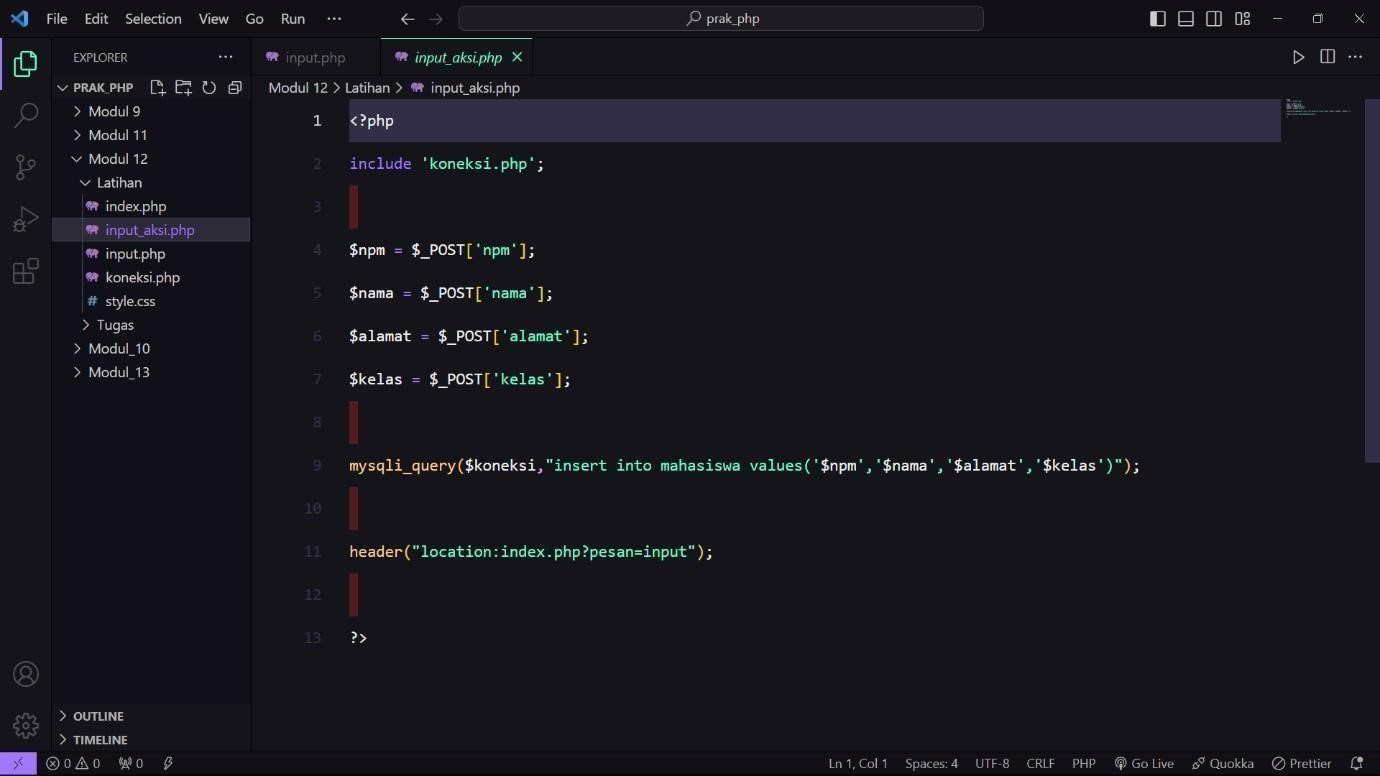 File Edit Selection View Go Run ··· prak_php
EXPLORER ···
PRAK_PHP
Modul 9
Modul 11
Modul 12
Latihan
index.php
input_aksi.php
input.php
koneksi.php
# style.css
Tugas
Modul_10
Modul_13
OUTLINE
TIMELINE
input.php input_aksi.php
Modul 12 > Latihan > input_aksi.php
1 <?php
2 include 'koneksi.php';
3
4 $npm = $_POST['npm'];
5 $nama = $_POST['nama'];
6 $alamat = $_POST['alamat'];
7 $kelas = $_POST['kelas'];
8
9 mysqli_query($koneksi,"insert into mahasiswa values('$npm','$nama','$alamat','$kelas')");
10
11 header("location:index.php?pesan=input");
12
13 ?>
0 0 0 Ln 1, Col 1 Spaces: 4 UTF-8 CRLF PHP Go Live Quokka Prettier